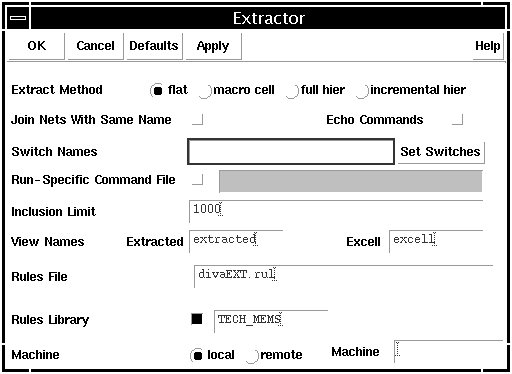 Extractor
OK Cancel Defaults Apply Help
Extract Method flat macro cell full hier incremental hier
Join Nets With Same Name Echo Commands
Switch Names Set Switches
Run-Specific Command File
Inclusion Limit 1000
View Names Extracted extracted Excell excell
Rules File divaEXT.rul
Rules Library TECH_MEMS
Machine local remote Machine